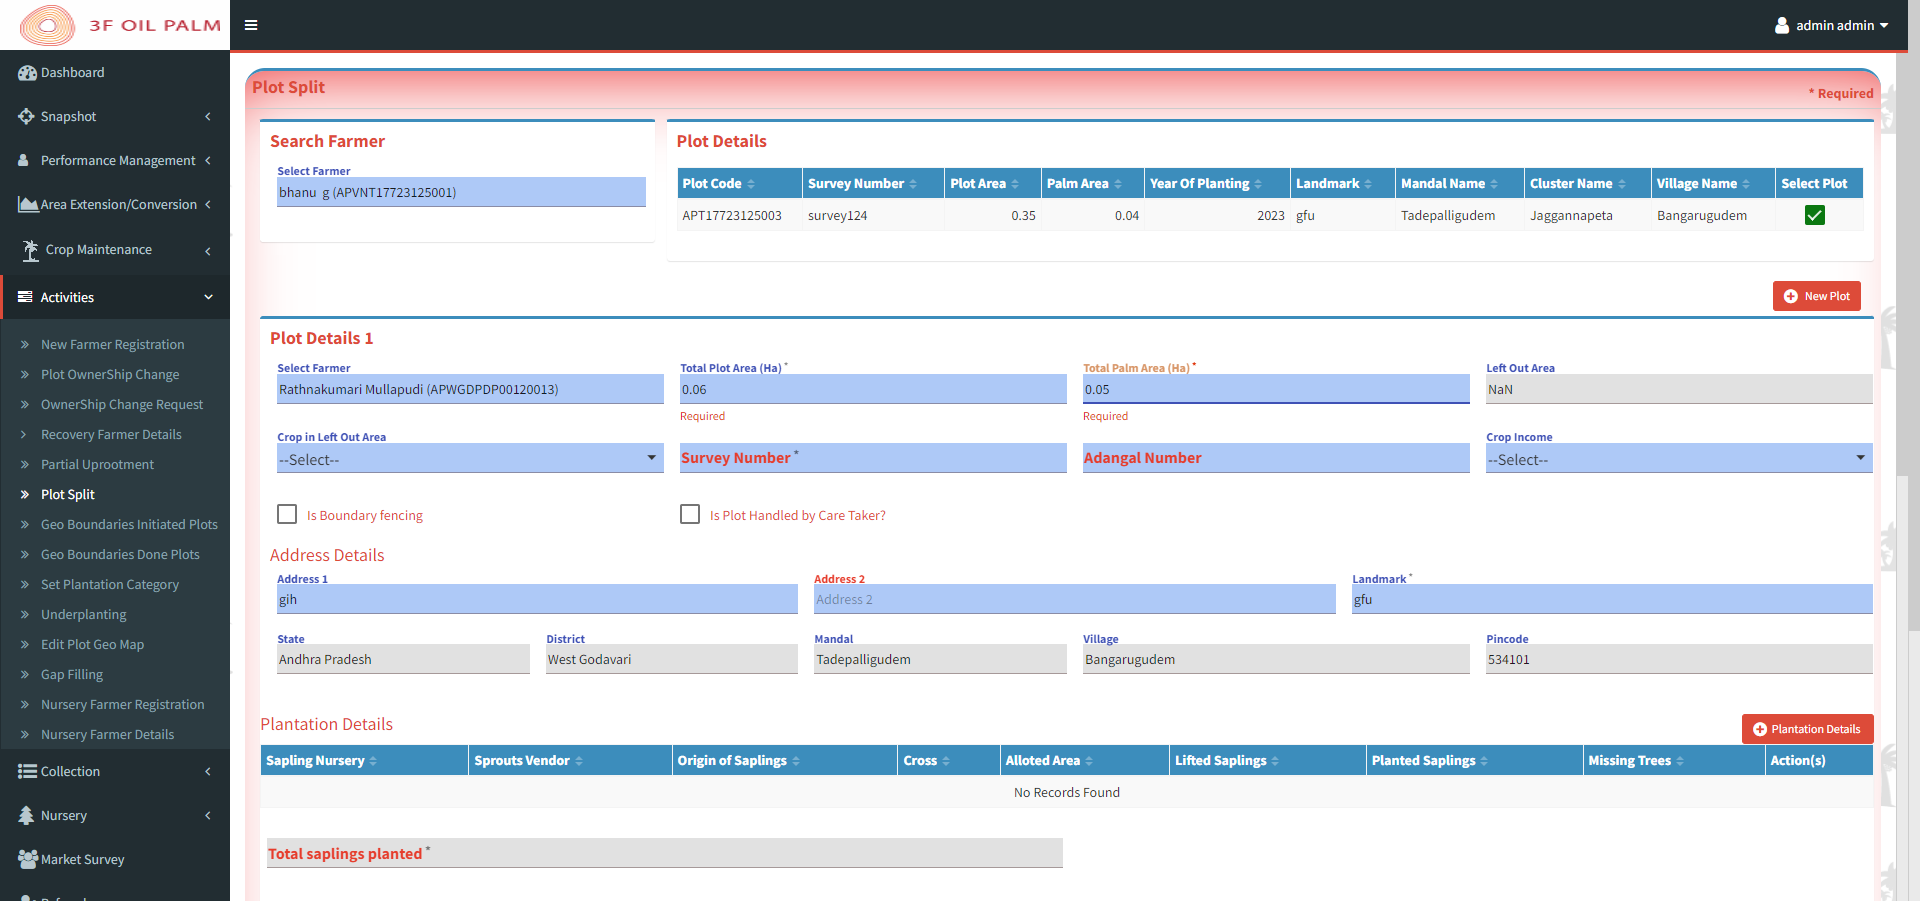 3F OIL PALM
admin admin
Dashboard
Snapshot
Performance Management
Area Extension/Conversion
Crop Maintenance
Activities
New Farmer Registration
Plot OwnerShip Change
OwnerShip Change Request
Recovery Farmer Details
Partial Uprootment
Plot Split
Geo Boundaries Initiated Plots
Geo Boundaries Done Plots
Set Plantation Category
Underplanting
Edit Plot Geo Map
Gap Filling
Nursery Farmer Registration
Nursery Farmer Details
Collection
Nursery
Market Survey
Plot Split
* Required
Search Farmer
Select Farmer
bhanu g (APVNT17723125001)
Plot Details
Plot Code Survey Number Plot Area Palm Area Year Of Planting Landmark Mandal Name Cluster Name Village Name Select Plot
APT17723125003 survey124 0.35 0.04 2023 gfu Tadepalligudem Jaggannapeta Bangarugudem
New Plot
Plot Details 1
Select Farmer Total Plot Area (Ha) * Total Palm Area (Ha) * Left Out Area
Rathnakumari Mullapudi (APWGDPDP00120013) 0.06 0.05 NaN
Required Required
Crop in Left Out Area Crop Income
--Select-- Survey Number * Adangal Number --Select--
Is Boundary fencing Is Plot Handled by Care Taker?
Address Details
Address 1 Address 2 Landmark *
gih Address 2 gfu
State District Mandal Village Pincode
Andhra Pradesh West Godavari Tadepalligudem Bangarugudem 534101
Plantation Details
Plantation Details
Sapling Nursery Sprouts Vendor Origin of Saplings Cross Alloted Area Lifted Saplings Planted Saplings Missing Trees Action(s)
No Records Found
Total saplings planted *